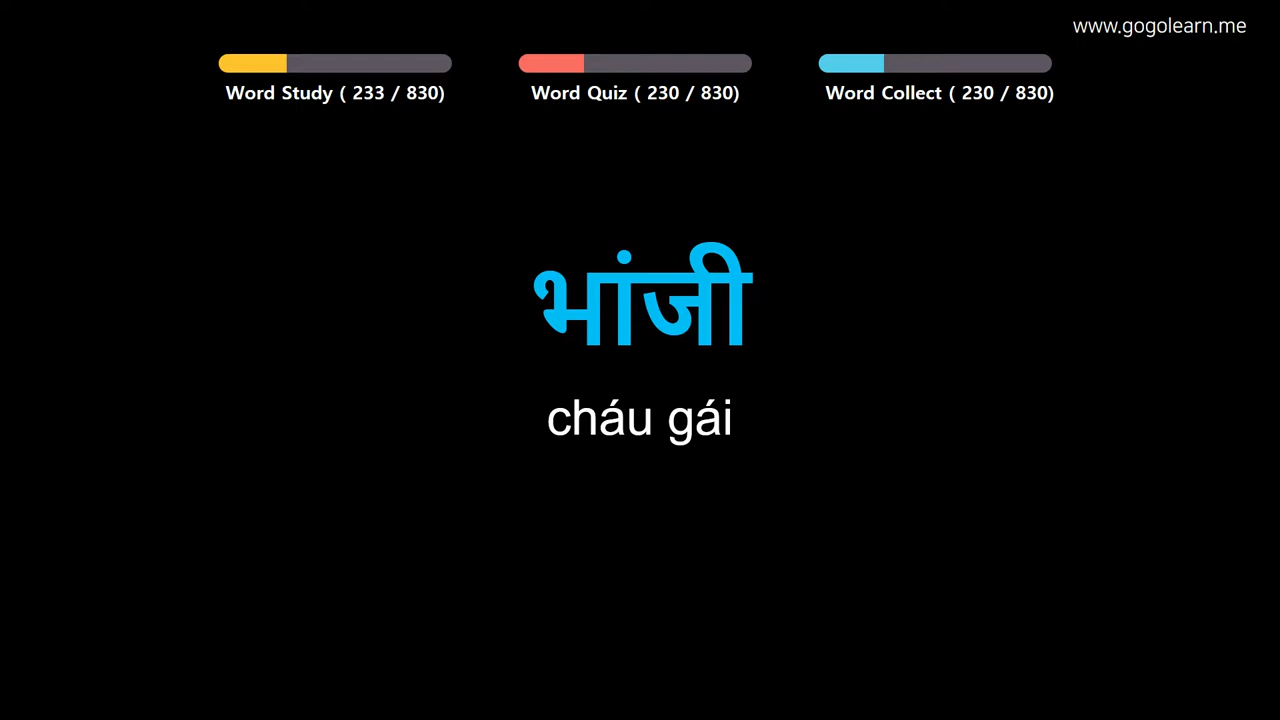 www.gogolearn.me
Word Study ( 233 / 830)
Word Quiz ( 230 / 830)
Word Collect ( 230 / 830)
भांजी
cháu gái